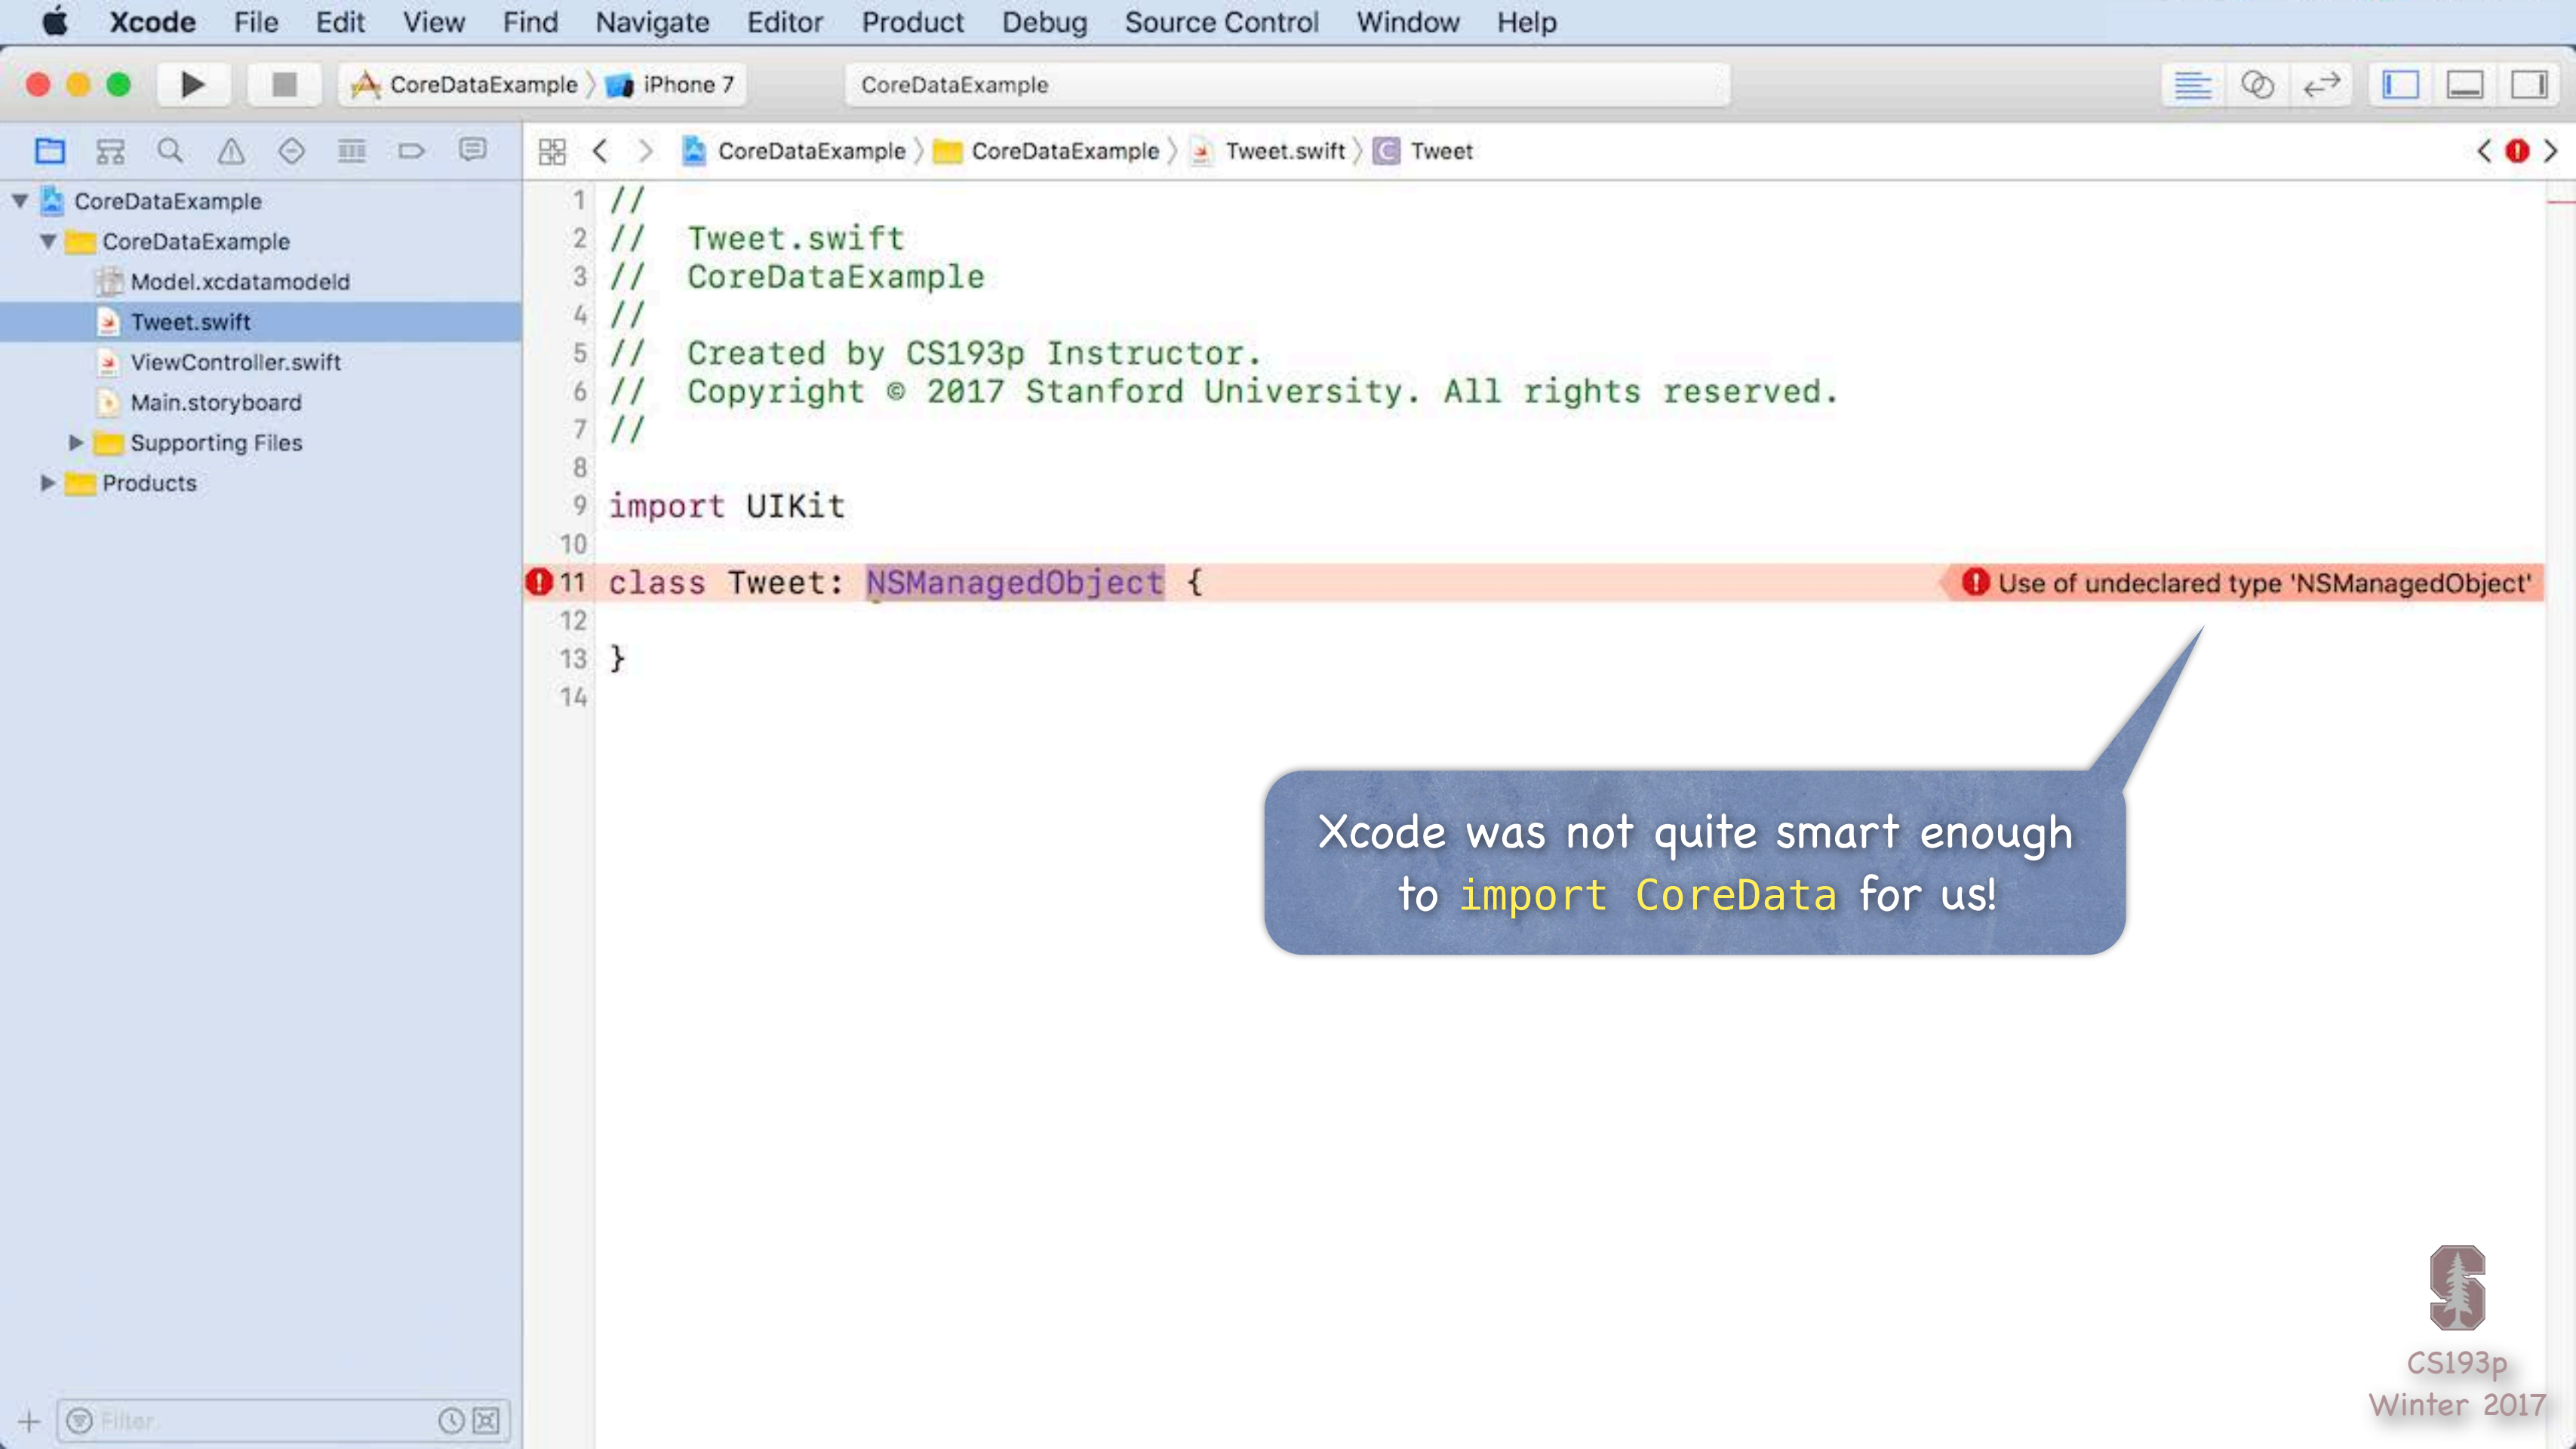 Xcode File Edit View Find Navigate Editor Product Debug Source Control Window Help
CoreDataExample iPhone 7 CoreDataExample
CoreDataExample CoreDataExample Tweet.swift C Tweet
CoreDataExample
CoreDataExample
Model.xcdatamodeld
Tweet.swift
ViewController.swift
Main.storyboard
Supporting Files
Products
1 //
2 //  Tweet.swift
3 //  CoreDataExample
4 //
5 //  Created by CS193p Instructor.
6 //  Copyright © 2017 Stanford University. All rights reserved.
7 //
8
9 import UIKit
10
11 class Tweet: NSManagedObject { Use of undeclared type 'NSManagedObject'
12
13 }
14
Xcode was not quite smart enough
to import CoreData for us!
Filter
S
CS193p
Winter 2017